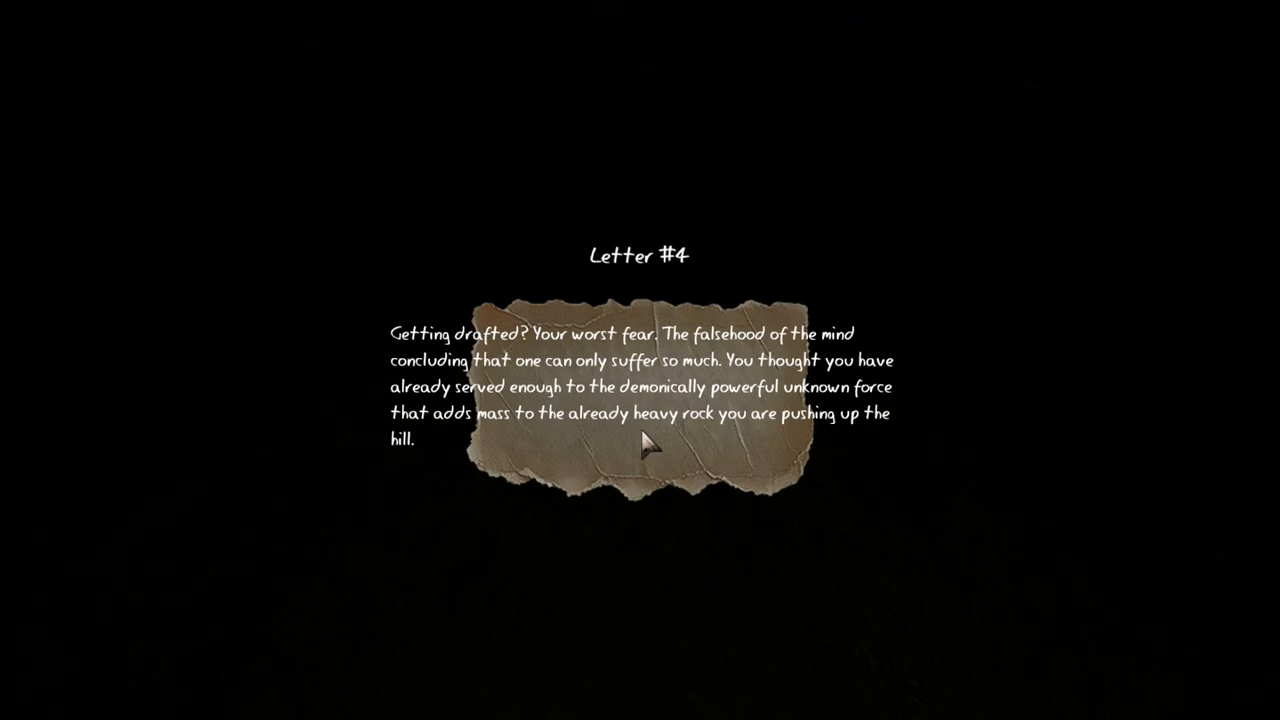 Letter #4
Getting drafted? Your worst fear. The falsehood of the mind
concluding that one can only suffer so much. You thought you have
already served enough to the demonically powerful unknown force
that adds mass to the already heavy rock you are pushing up the
hill.